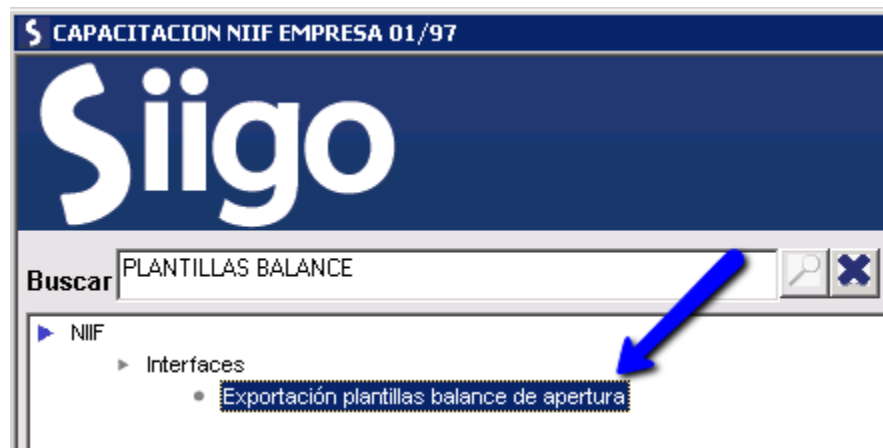 S CAPACITACION NIIF EMPRESA 01/97
Siigo
Buscar PLANTILLAS BALANCE
NIIF
Interfaces
Exportación plantillas balance de apertura